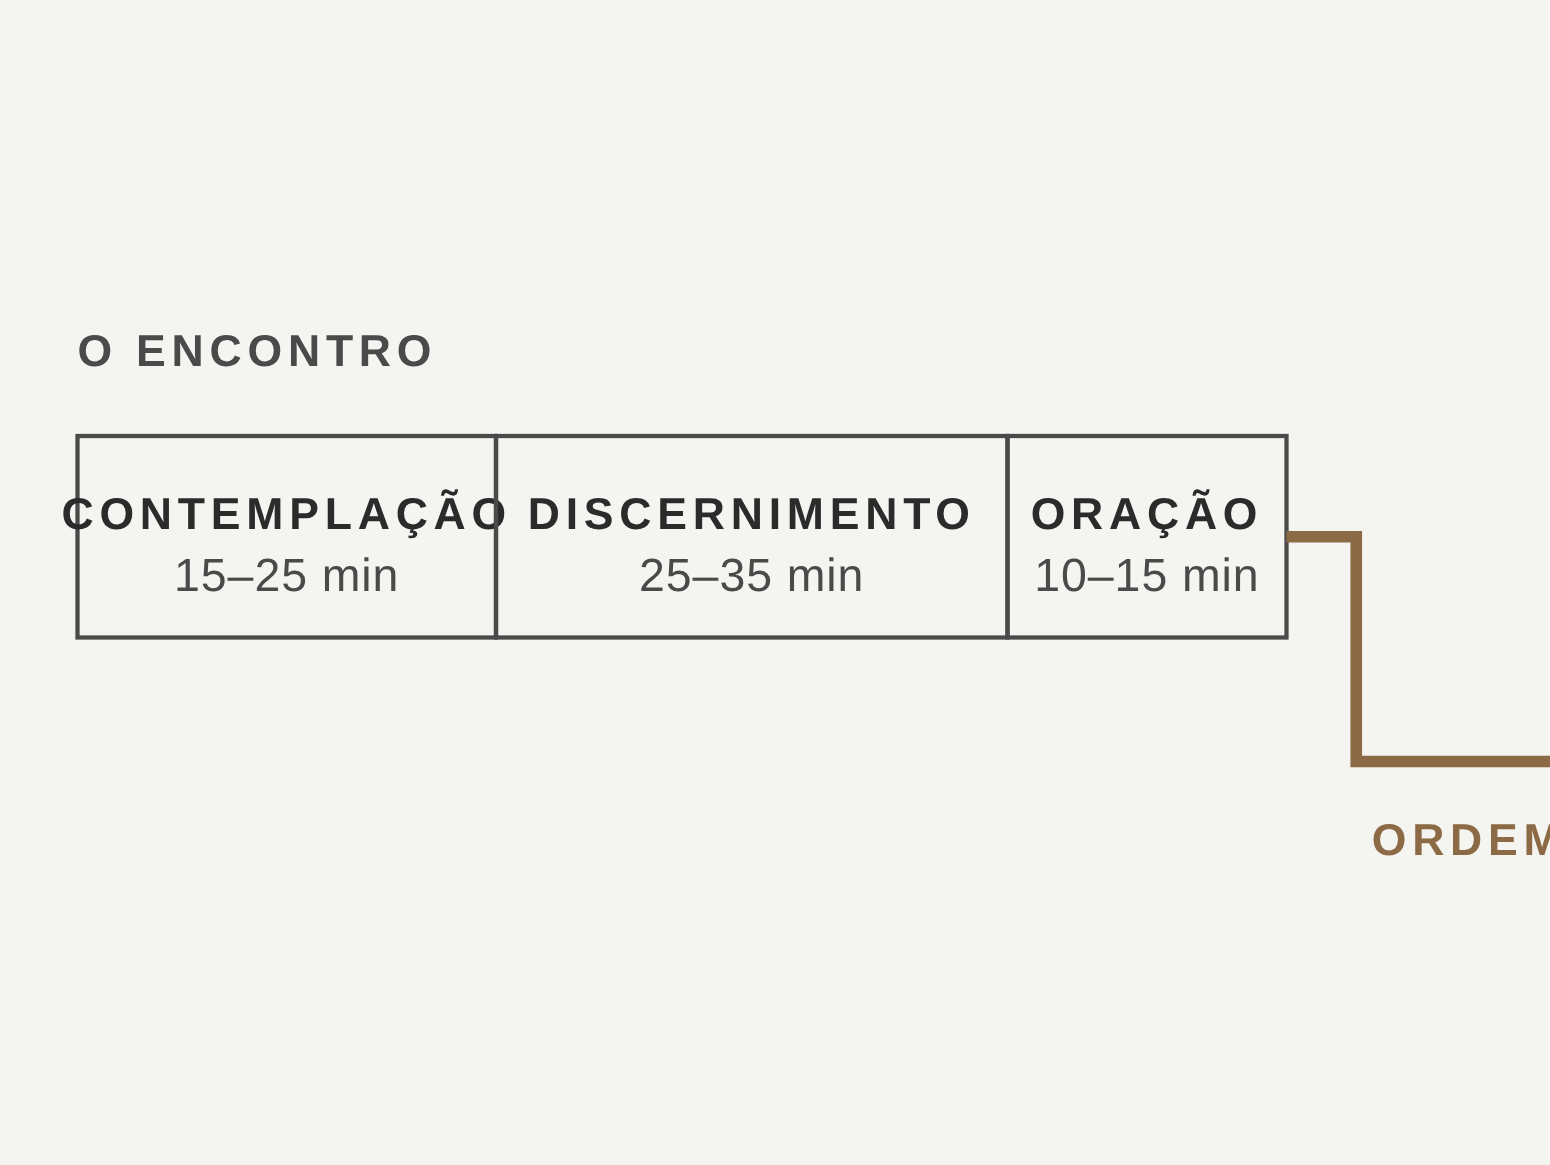 O ENCONTRO
CONTEMPLAÇÃO DISCERNIMENTO ORAÇÃO
15–25 min 25–35 min 10–15 min
ORDEM